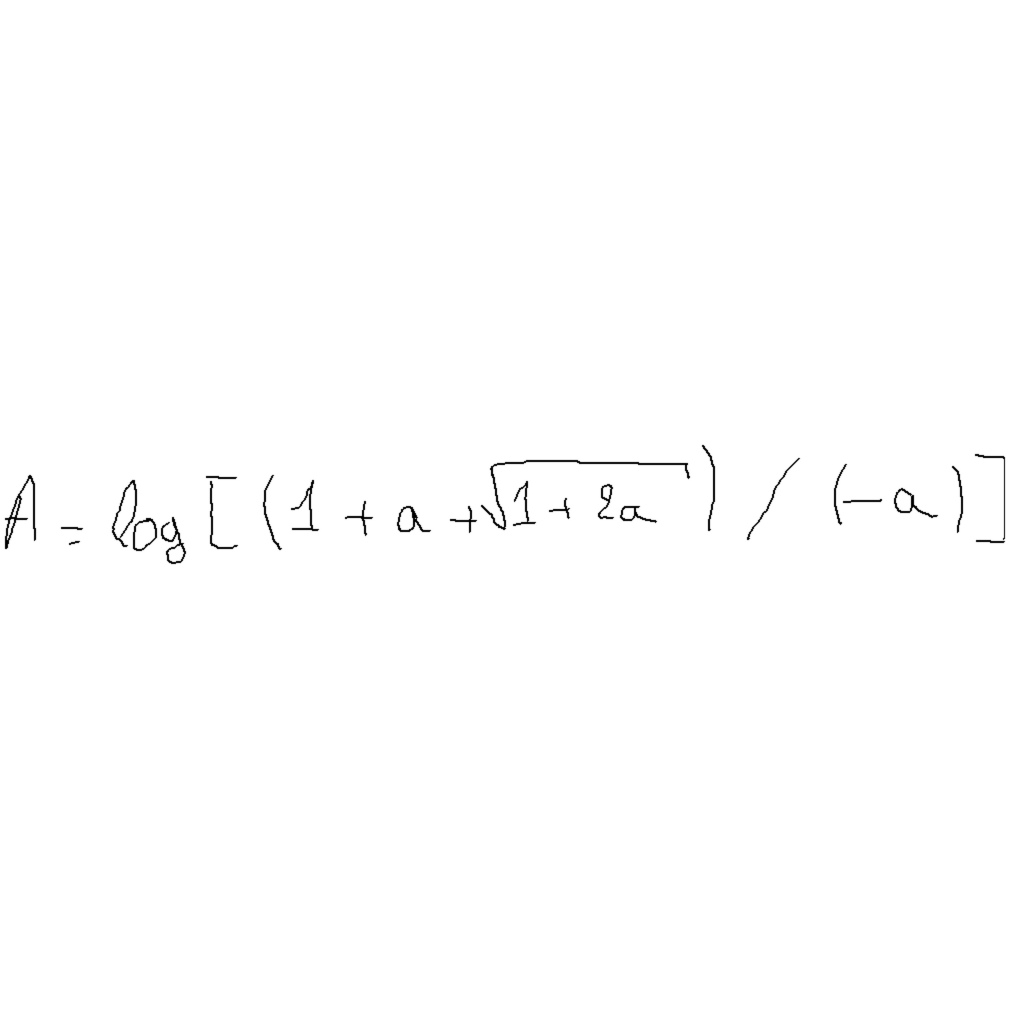 A = log [ (1 + a + √(1 + 2a)) / (-a) ]